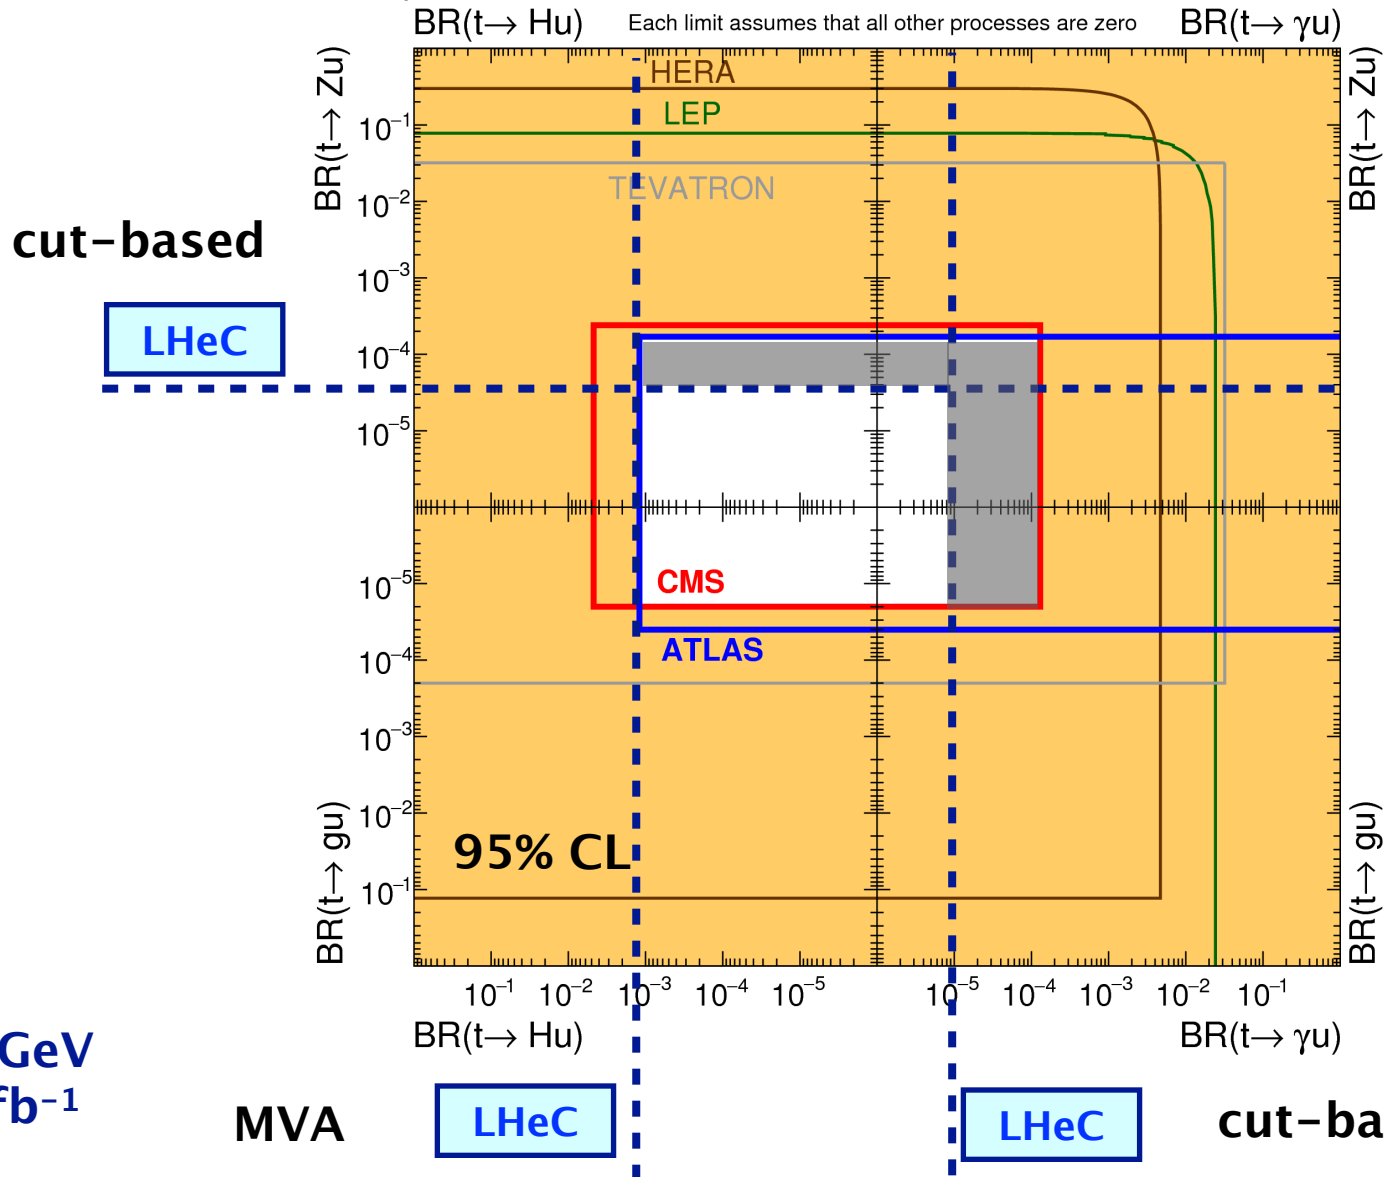 BR(t→ Hu)
Each limit assumes that all other processes are zero
BR(t→ γu)
BR(t→ Zu)
BR(t→ Zu)
HERA
LEP
TEVATRON
10⁻¹
10⁻²
10⁻³
10⁻⁴
10⁻⁵
cut-based
LHeC
CMS
ATLAS
10⁻⁵
10⁻⁴
10⁻³
10⁻²
10⁻¹
95% CL
BR(t→ gu)
BR(t→ gu)
10⁻¹ 10⁻² 10⁻³ 10⁻⁴ 10⁻⁵ 10⁻⁵ 10⁻⁴ 10⁻³ 10⁻² 10⁻¹
BR(t→ Hu)
BR(t→ γu)
GeV
fb⁻¹
MVA
LHeC
LHeC
cut-ba